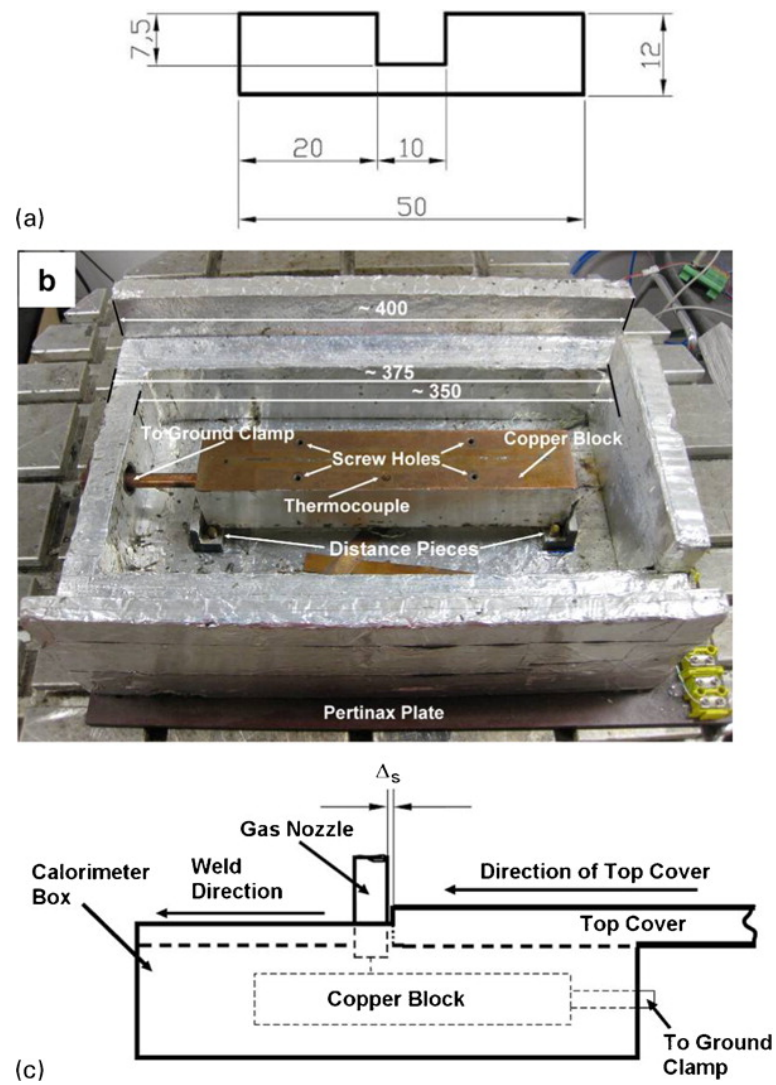 7,5
12
20
10
50
(a)
b
~ 400
~ 375
~ 350
To Ground Clamp
Copper Block
Screw Holes
Thermocouple
Distance Pieces
Pertinax Plate
Δs
Gas Nozzle
Calorimeter
Box
Weld
Direction
Direction of Top Cover
Top Cover
Copper Block
To Ground
Clamp
(c)